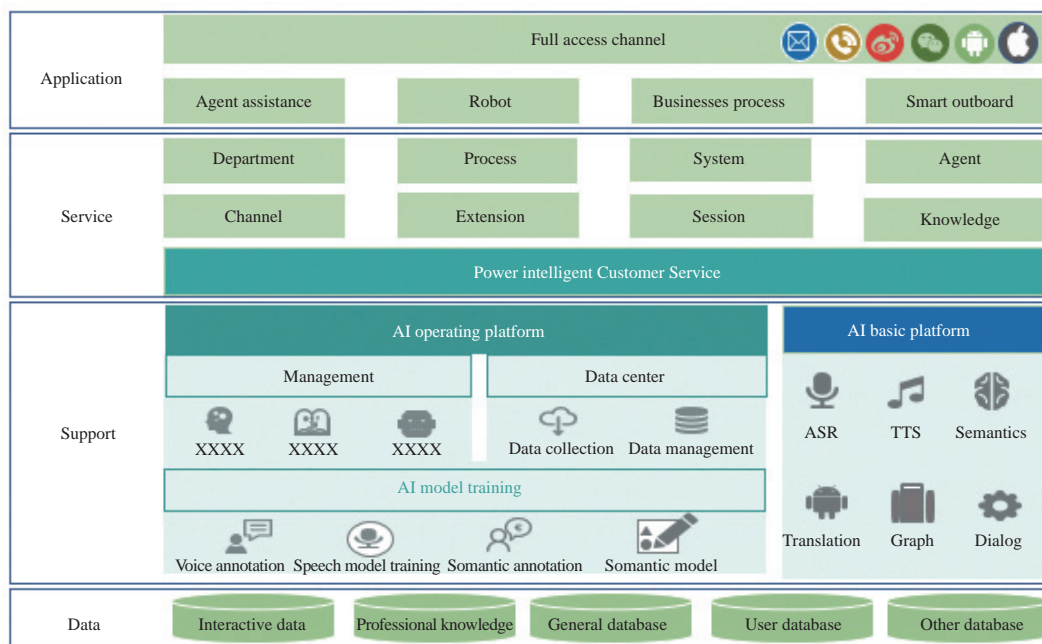 Application
Full access channel
Agent assistance
Robot
Businesses process
Smart outboard
Service
Department
Process
System
Agent
Channel
Extension
Session
Knowledge
Power intelligent Customer Service
Support
AI operating platform
Management
Data center
XXXX
XXXX
XXXX
Data collection
Data management
AI model training
Voice annotation
Speech model training
Somantic annotation
Somantic model
AI basic platform
ASR
TTS
Semantics
Translation
Graph
Dialog
Data
Interactive data
Professional knowledge
General database
User database
Other database